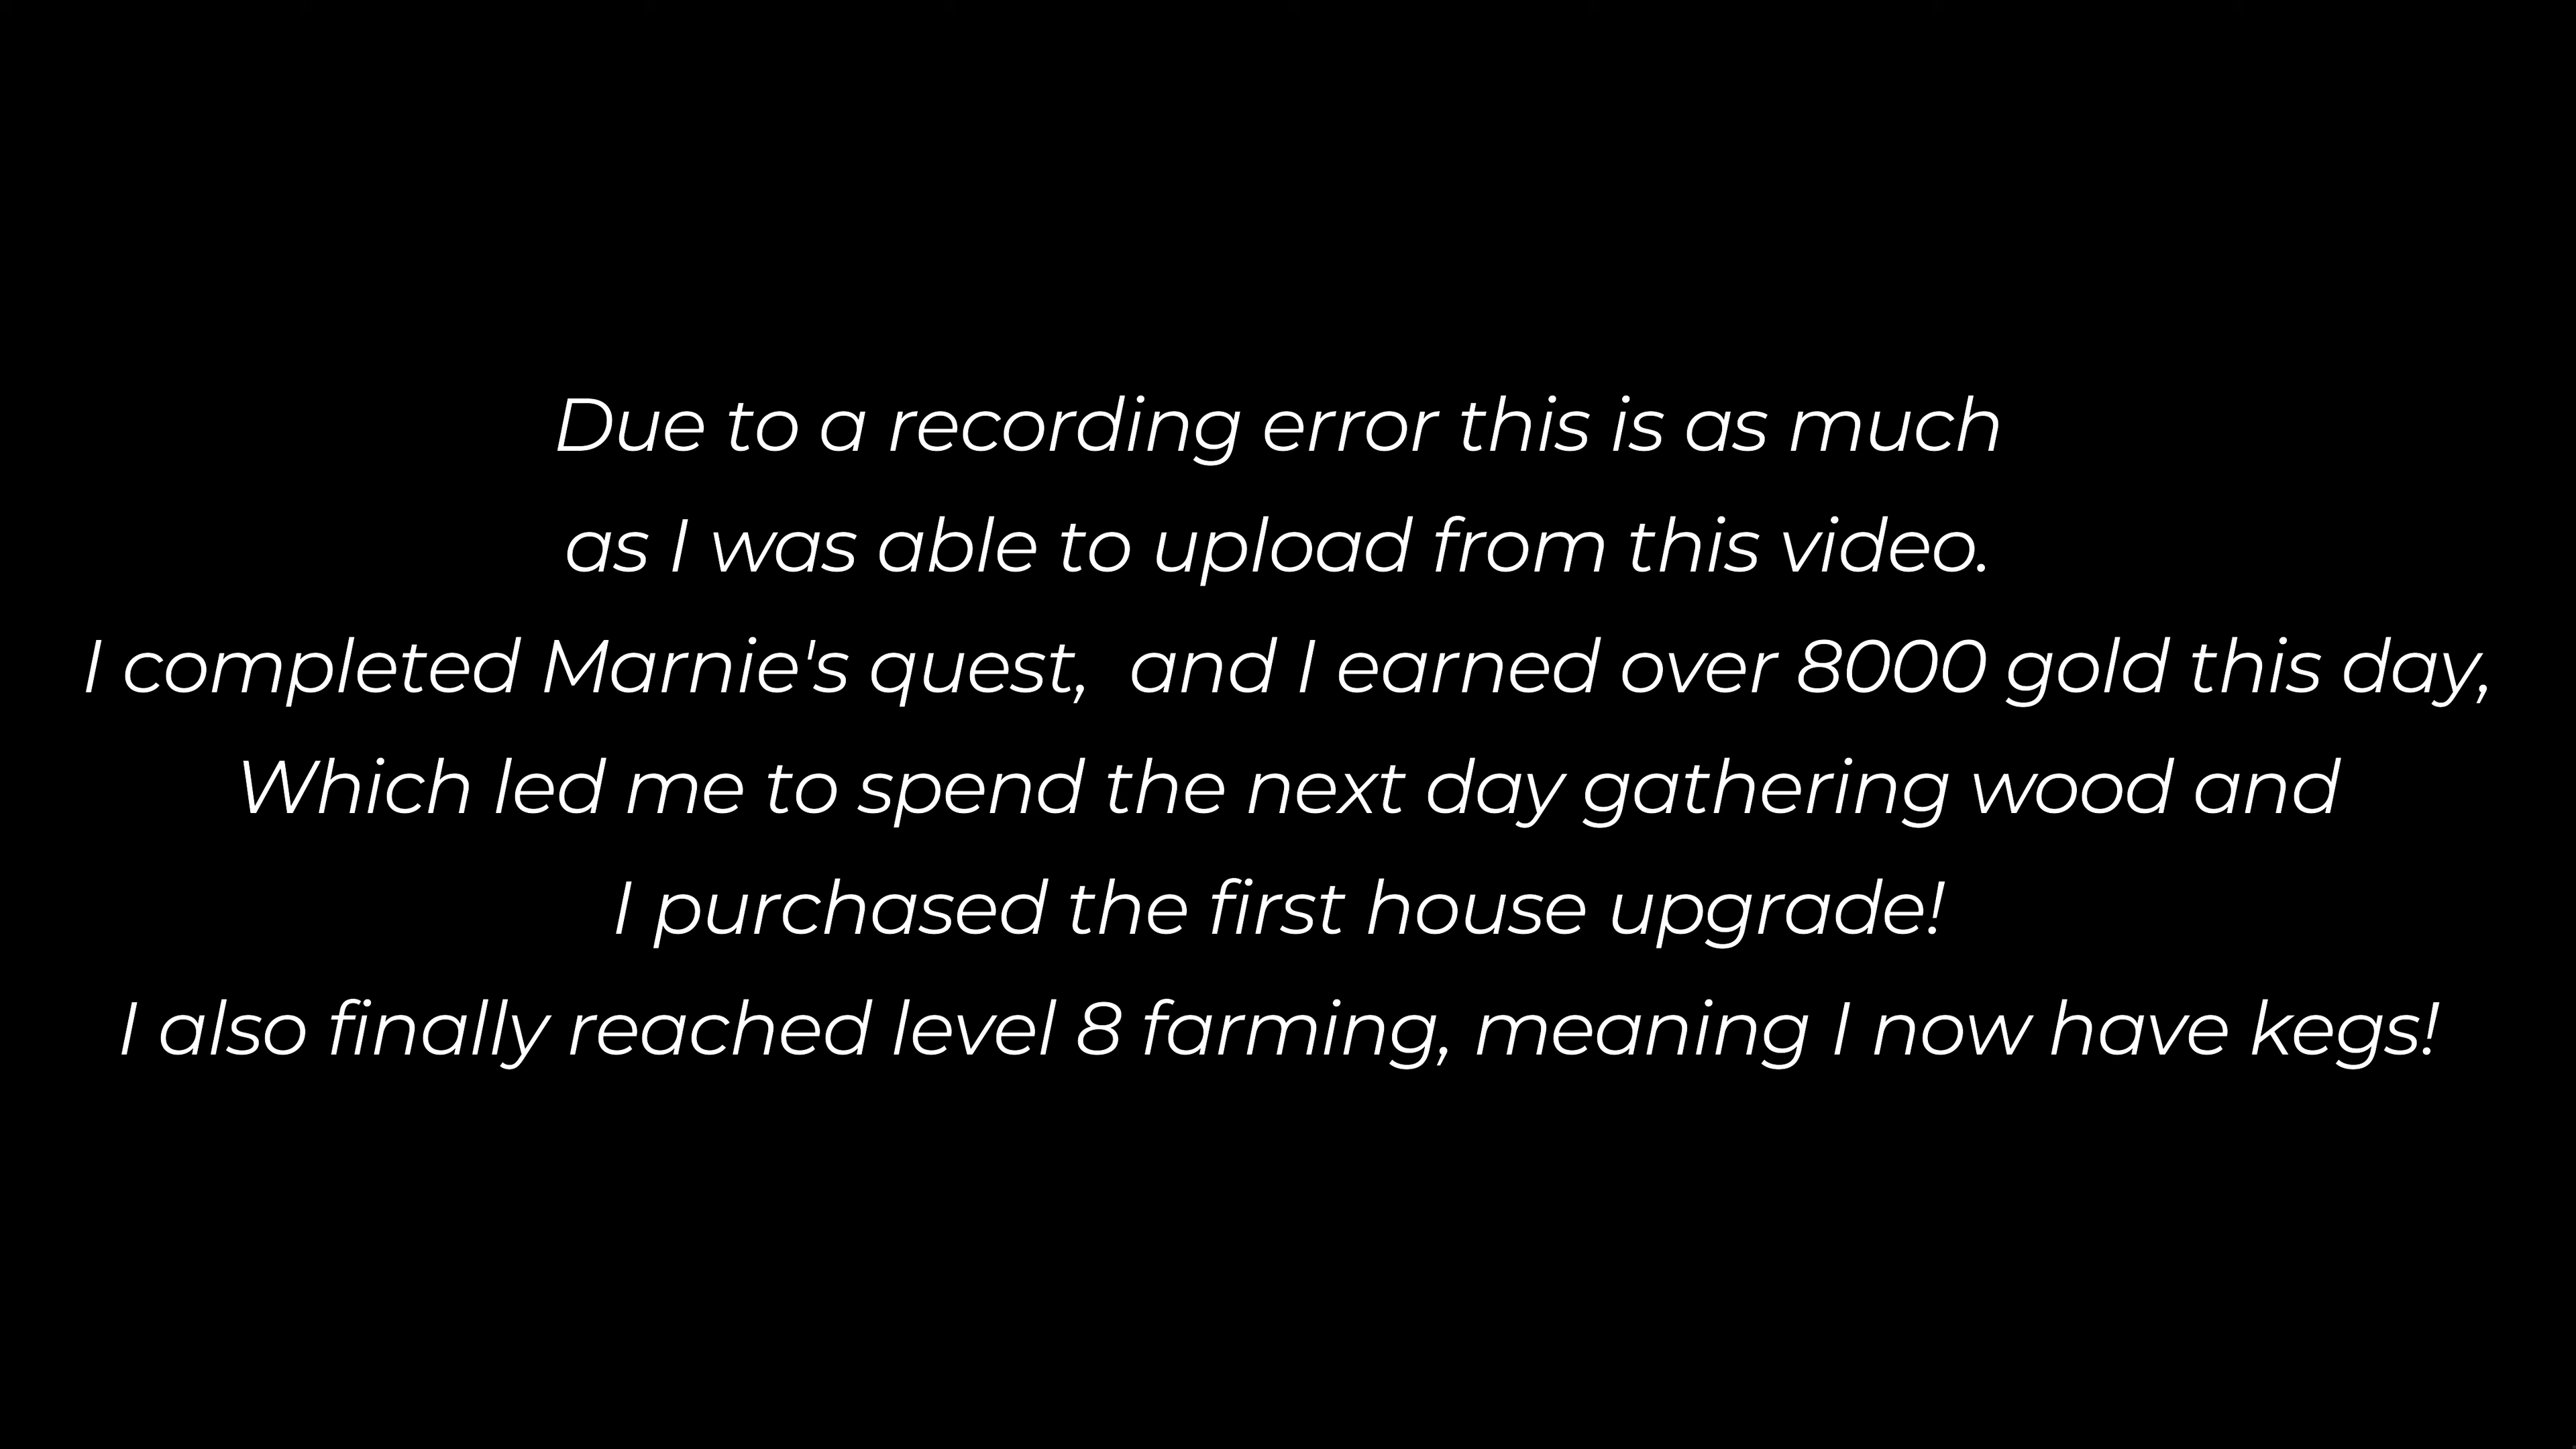 Due to a recording error this is as much
as I was able to upload from this video.
I completed Marnie's quest,  and I earned over 8000 gold this day,
Which led me to spend the next day gathering wood and
I purchased the first house upgrade!
I also finally reached level 8 farming, meaning I now have kegs!